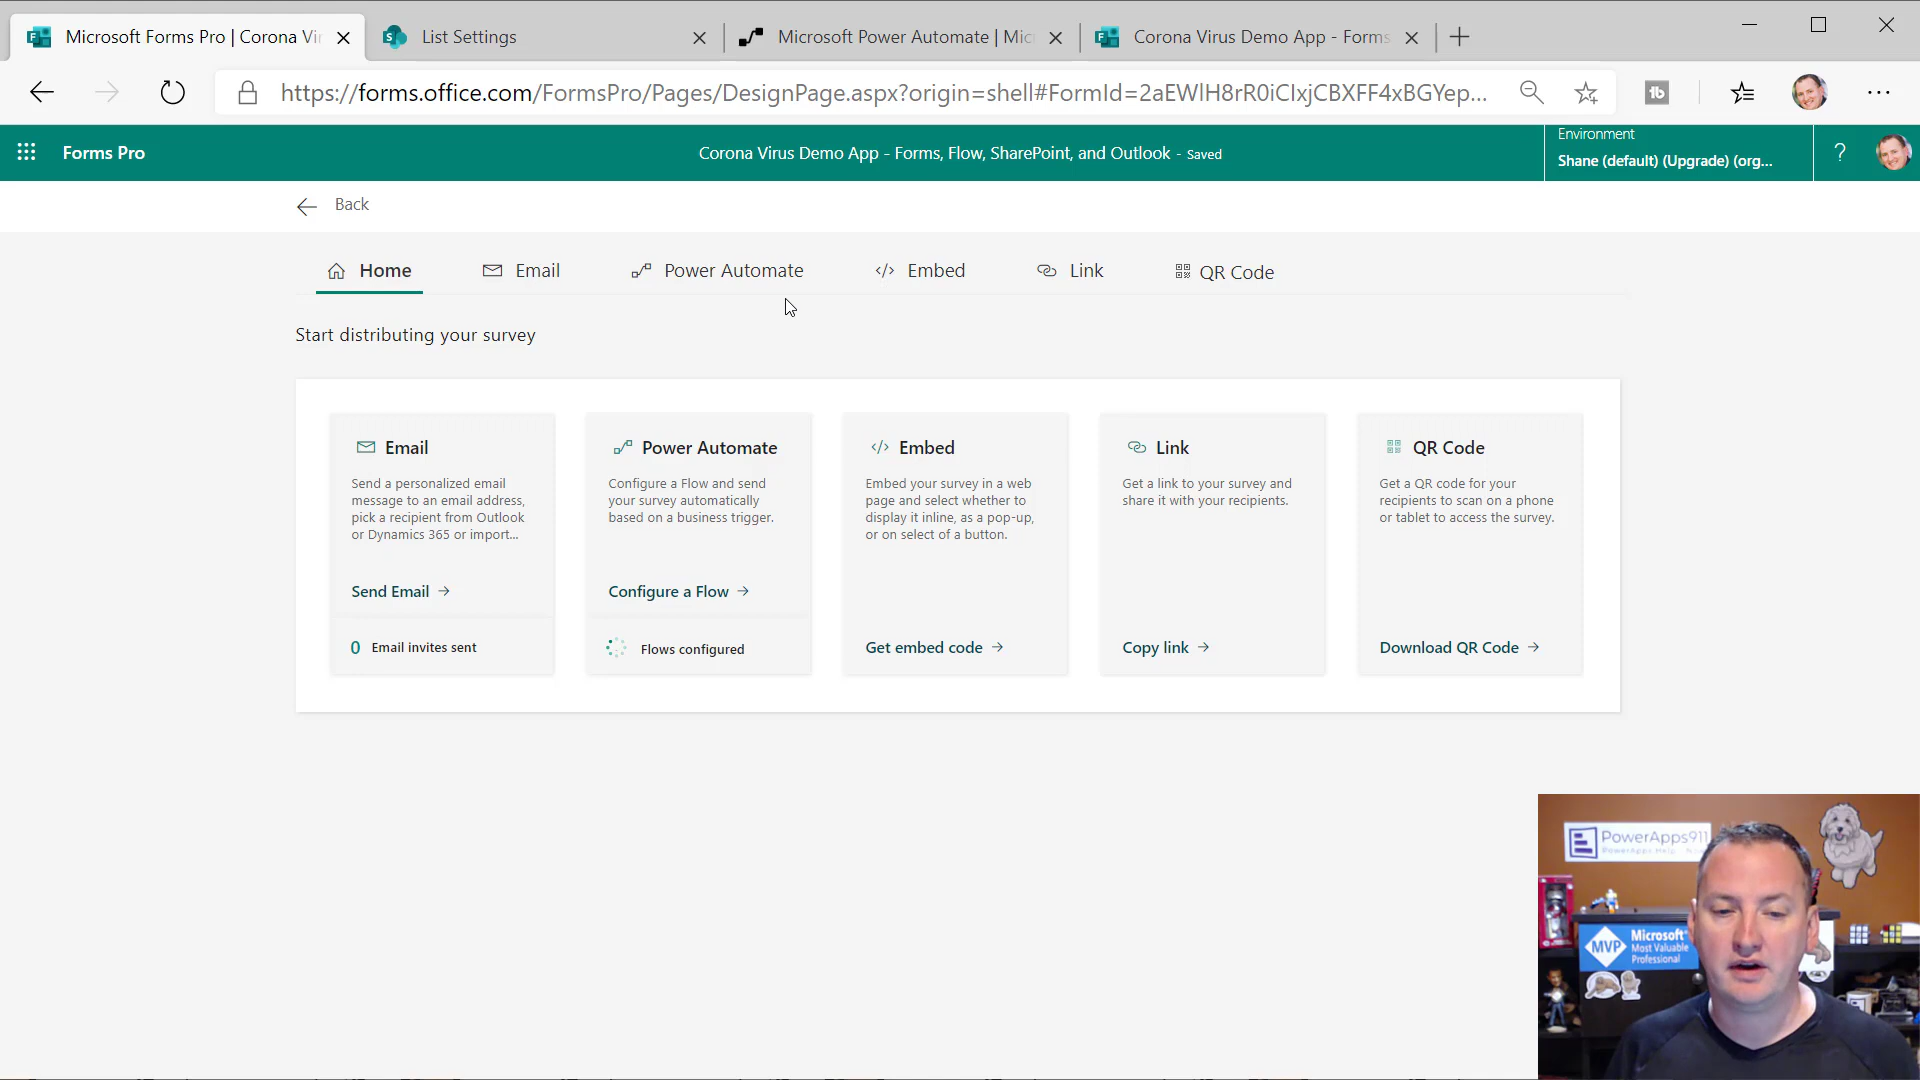 Microsoft Forms Pro | Corona Vi
List Settings
Microsoft Power Automate | Mic
Corona Virus Demo App - Forms
https://forms.office.com/FormsPro/Pages/DesignPage.aspx?origin=shell#FormId=2aEWlH8rR0iCIxjCBXFF4xBGYep...
Forms Pro
Corona Virus Demo App - Forms, Flow, SharePoint, and Outlook - Saved
Environment
Shane (default) (Upgrade) (org...
?
Back
Home
Email
Power Automate
Embed
Link
QR Code
Start distributing your survey
Email
Send a personalized email
message to an email address,
pick a recipient from Outlook
or Dynamics 365 or import...
Send Email
0 Email invites sent
Power Automate
Configure a Flow and send
your survey automatically
based on a business trigger.
Configure a Flow
Flows configured
Embed
Embed your survey in a web
page and select whether to
display it inline, as a pop-up,
or on select of a button.
Get embed code
Link
Get a link to your survey and
share it with your recipients.
Copy link
QR Code
Get a QR code for your
recipients to scan on a phone
or tablet to access the survey.
Download QR Code
PowerApps911
MVP
Microsoft®
Most Valuable
Professional